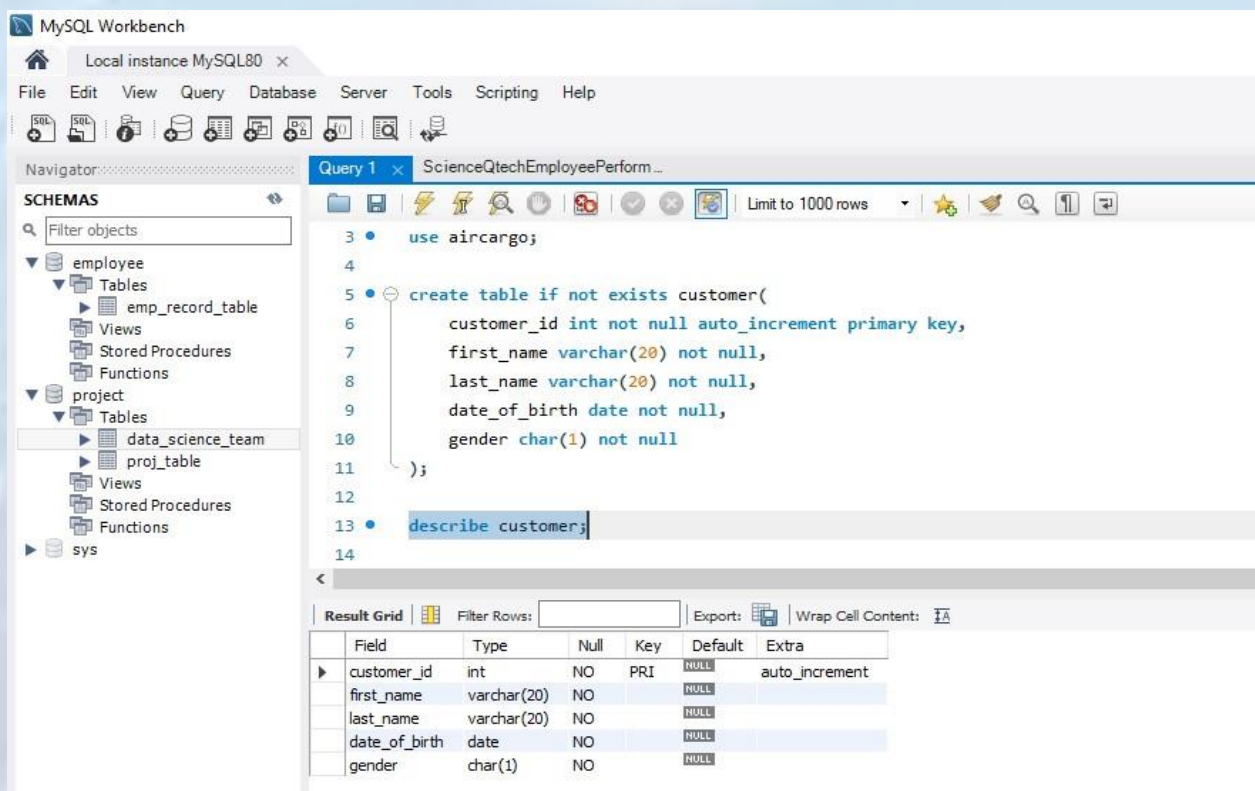 MySQL Workbench
Local instance MySQL80 ×
File Edit View Query Database Server Tools Scripting Help
Navigator
SCHEMAS
Filter objects
employee
Tables
emp_record_table
Views
Stored Procedures
Functions
project
Tables
data_science_team
proj_table
Views
Stored Procedures
Functions
sys
Query 1 × ScienceQtechEmployeePerform...
Limit to 1000 rows
3 use aircargo;
4
5 create table if not exists customer(
6 customer_id int not null auto_increment primary key,
7 first_name varchar(20) not null,
8 last_name varchar(20) not null,
9 date_of_birth date not null,
10 gender char(1) not null
11 );
12
13 describe customer;
14
Result Grid Filter Rows: Export: Wrap Cell Content:
Field Type Null Key Default Extra
customer_id int NO PRI NULL auto_increment
first_name varchar(20) NO NULL
last_name varchar(20) NO NULL
date_of_birth date NO NULL
gender char(1) NO NULL